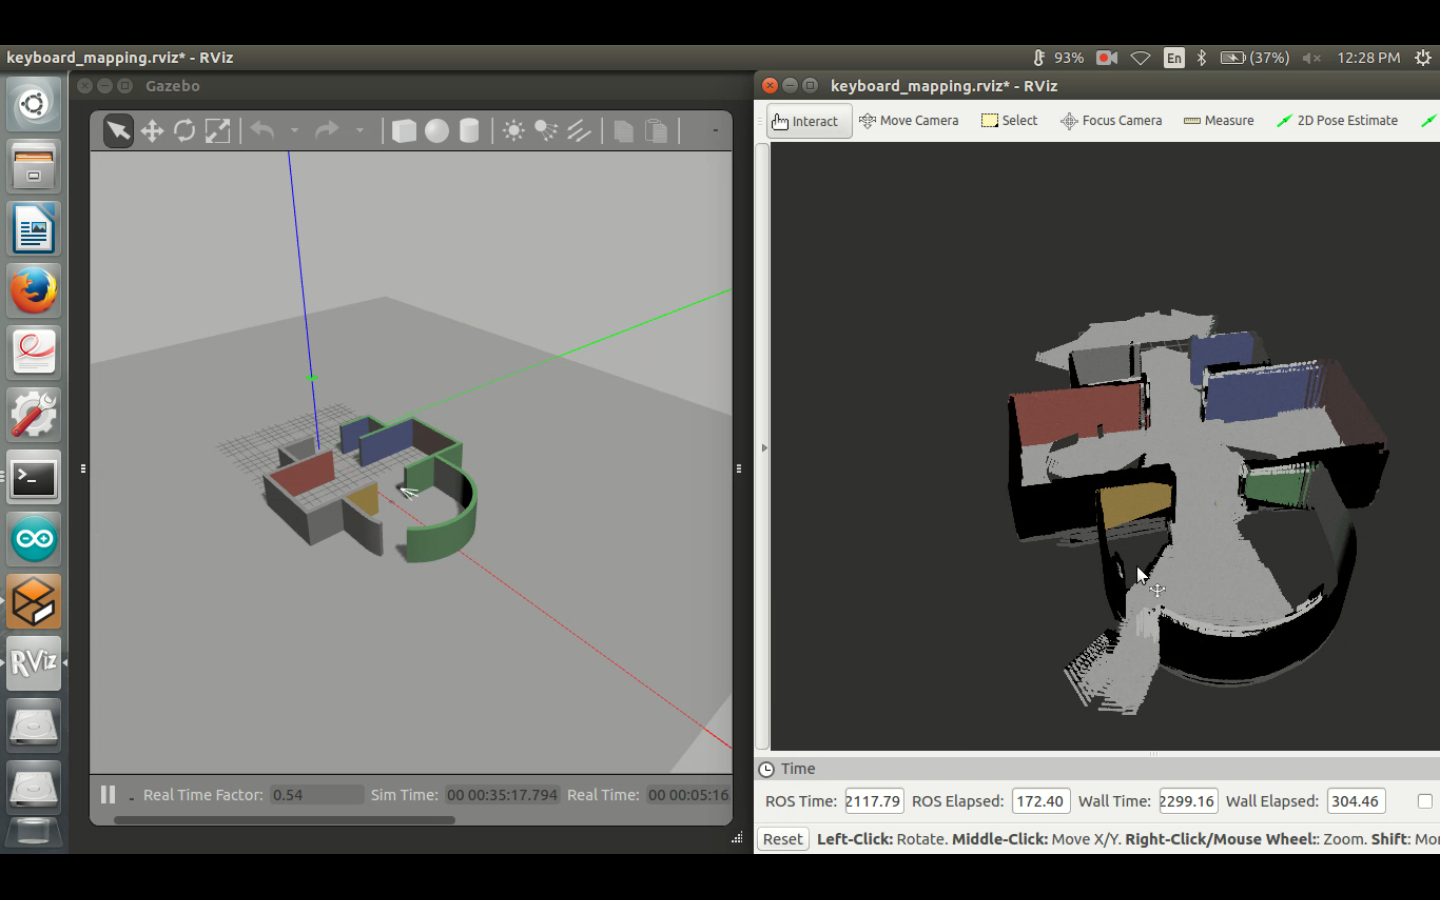 keyboard_mapping.rviz* - RViz
93%
En
(37%)
12:28 PM
Gazebo
keyboard_mapping.rviz* - RViz
Interact
Move Camera
Select
Focus Camera
Measure
2D Pose Estimate
RViz
Real Time Factor: 0.54 Sim Time: 00 00:35:17.794 Real Time: 00 00:05:16
Time
ROS Time: 2117.79 ROS Elapsed: 172.40 Wall Time: 2299.16 Wall Elapsed: 304.46
Reset Left-Click: Rotate. Middle-Click: Move X/Y. Right-Click/Mouse Wheel:: Zoom. Shift: Mor